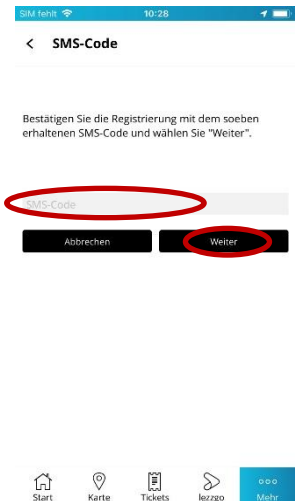 SIM fehlt 10:28
SMS-Code
Bestätigen Sie die Registrierung mit dem soeben
erhaltenen SMS-Code und wählen Sie "Weiter".
SMS-Code
Abbrechen Weiter
Start Karte Tickets lezzgo Mehr